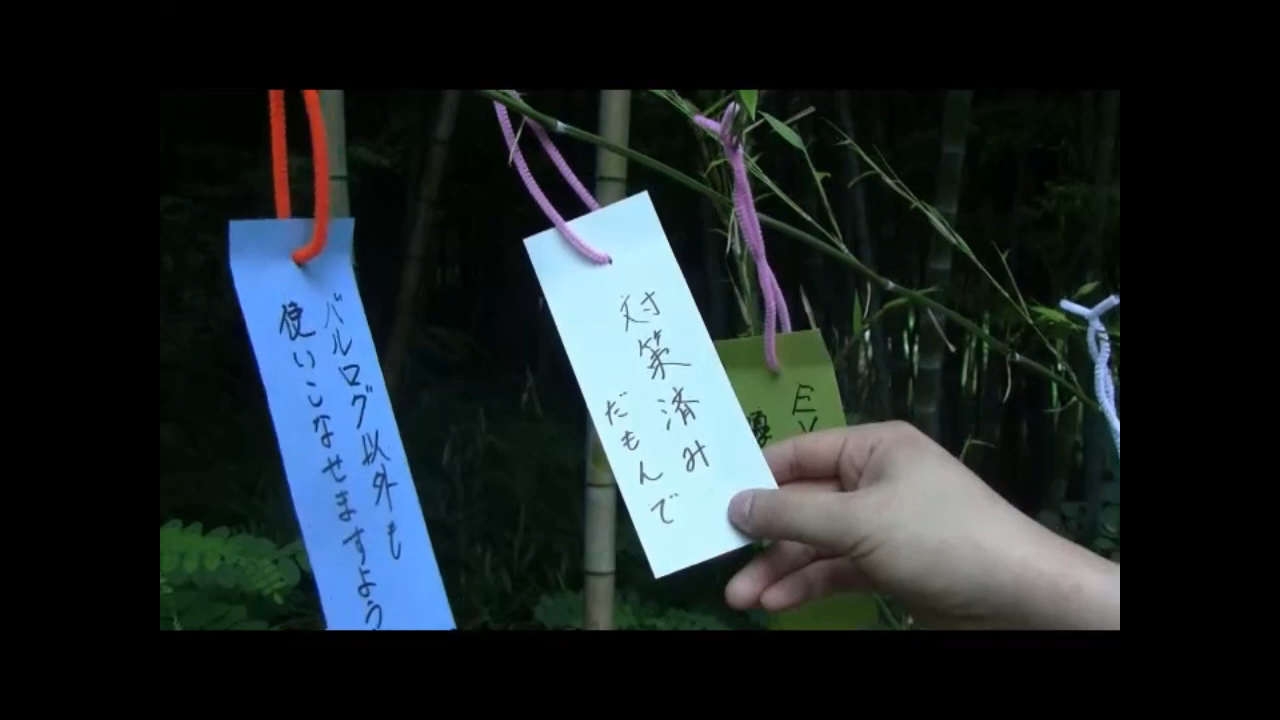 バルログ以外も
使いこなせますよう
対策済み
だもんで
E